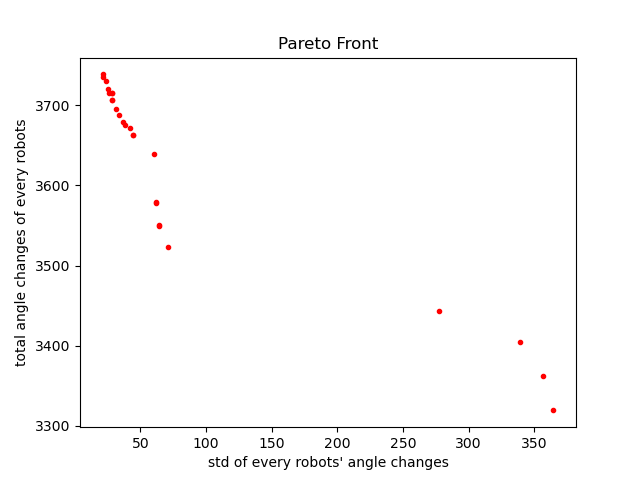 Pareto Front
total angle changes of every robots
3700
3600
3500
3400
3300
50 100 150 200 250 300 350
std of every robots' angle changes